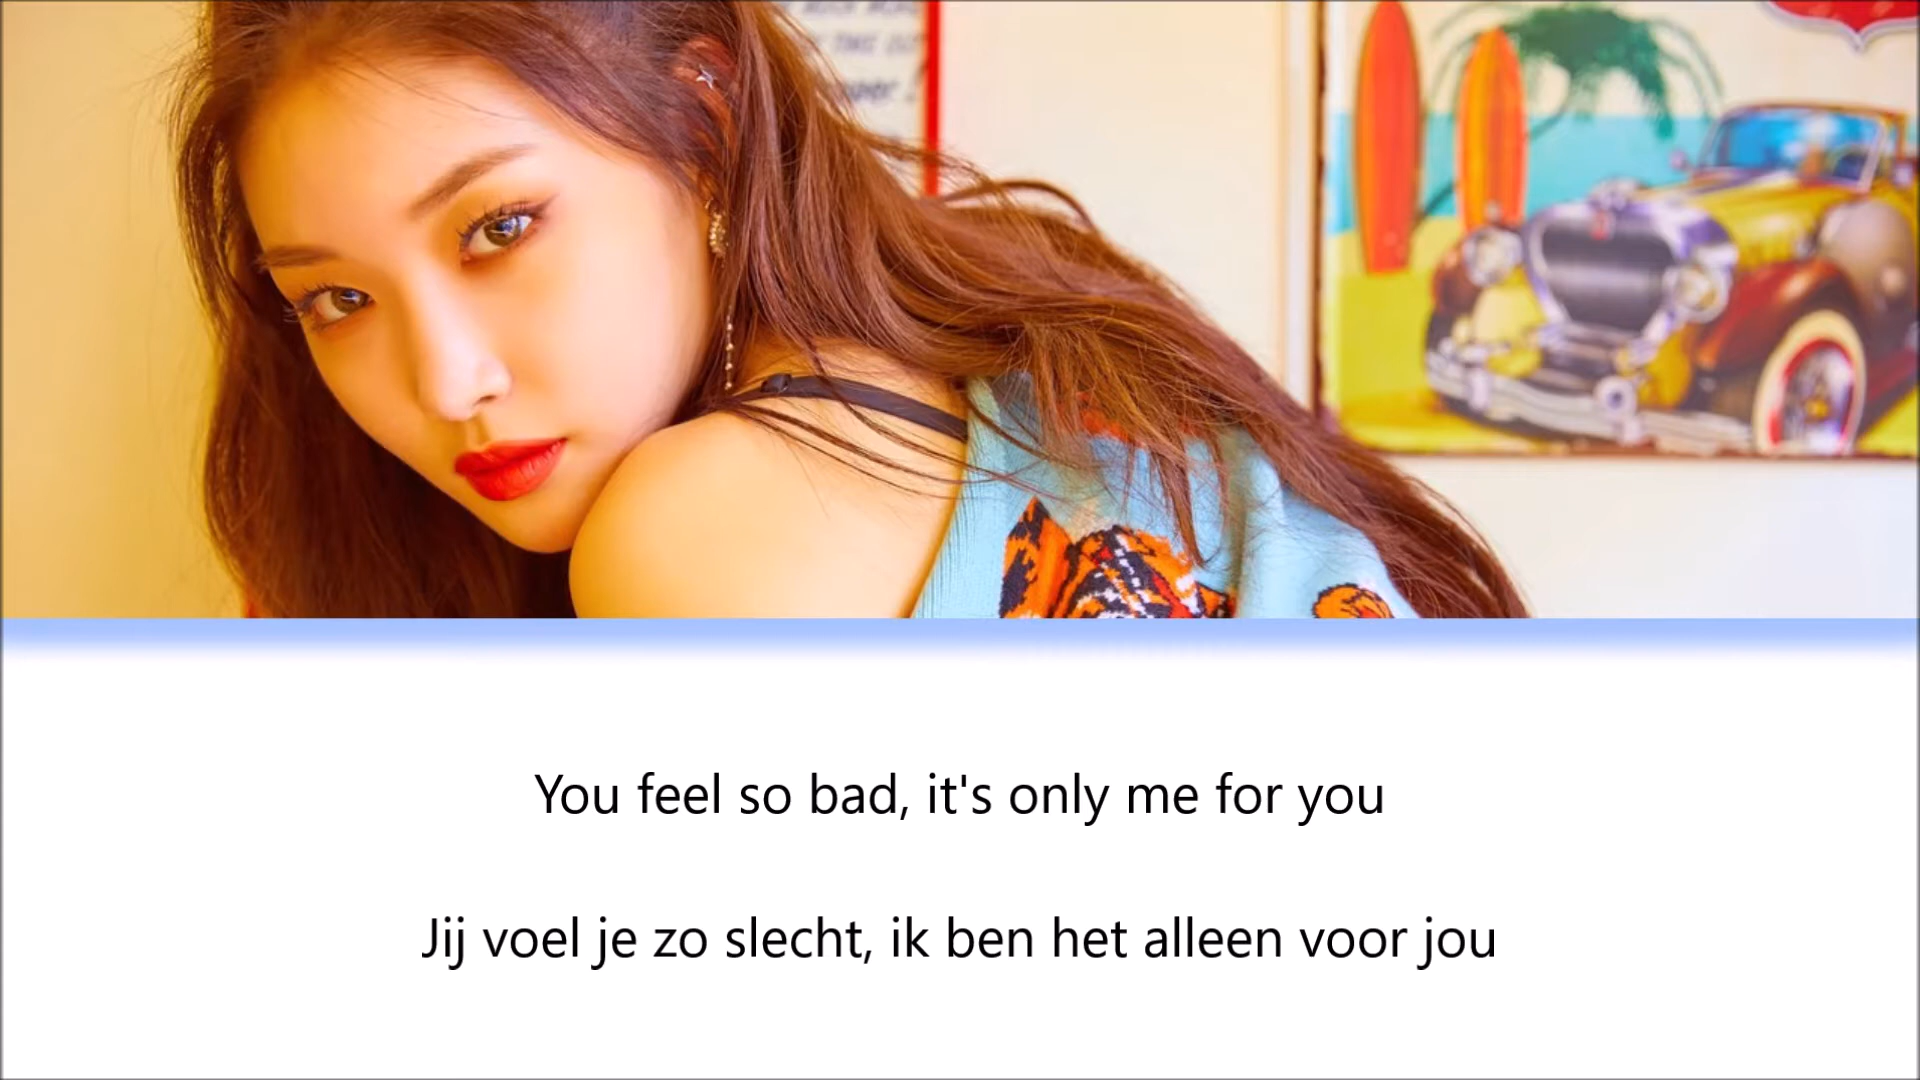 You feel so bad, it's only me for you
Jij voel je zo slecht, ik ben het alleen voor jou